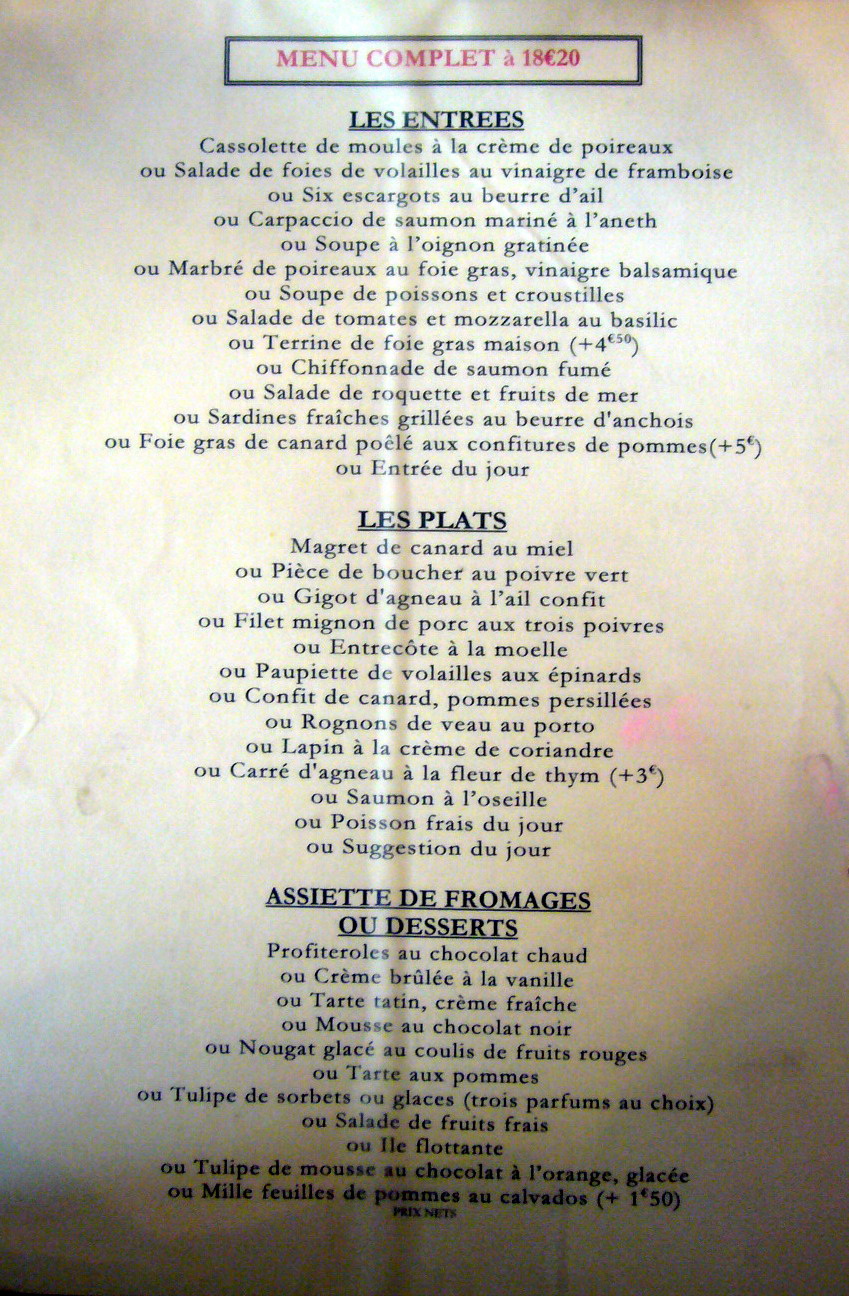 MENU COMPLET à 18€20
LES ENTREES
Cassolette de moules à la crème de poireaux
ou Salade de foies de volailles au vinaigre de framboise
ou Six escargots au beurre d'ail
ou Carpaccio de saumon mariné à l'aneth
ou Soupe à l'oignon gratinée
ou Marbré de poireaux au foie gras, vinaigre balsamique
ou Soupe de poissons et croustilles
ou Salade de tomates et mozzarella au basilic
ou Terrine de foie gras maison (+4€50)
ou Chiffonnade de saumon fumé
ou Salade de roquette et fruits de mer
ou Sardines fraîches grillées au beurre d'anchois
ou Foie gras de canard poêlé aux confitures de pommes(+5€)
ou Entrée du jour
LES PLATS
Magret de canard au miel
ou Pièce de boucher au poivre vert
ou Gigot d'agneau à l'ail confit
ou Filet mignon de porc aux trois poivres
ou Entrecôte à la moelle
ou Paupiette de volailles aux épinards
ou Confit de canard, pommes persillées
ou Rognons de veau au porto
ou Lapin à la crème de coriandre
ou Carré d'agneau à la fleur de thym (+3€)
ou Saumon à l'oseille
ou Poisson frais du jour
ou Suggestion du jour
ASSIETTE DE FROMAGES
OU DESSERTS
Profiteroles au chocolat chaud
ou Crème brûlée à la vanille
ou Tarte tatin, crème fraîche
ou Mousse au chocolat noir
ou Nougat glacé au coulis de fruits rouges
ou Tarte aux pommes
ou Tulipe de sorbets ou glaces (trois parfums au choix)
ou Salade de fruits frais
ou Ile flottante
ou Tulipe de mousse au chocolat à l'orange, glacée
ou Mille feuilles de pommes au calvados (+ 1€50)
PRIX NETS